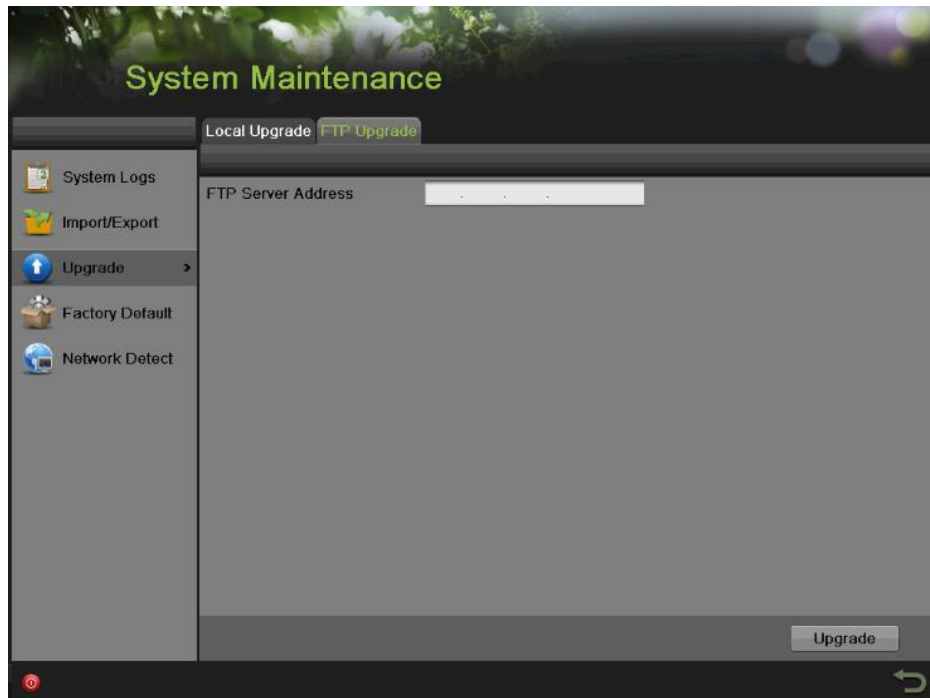 System Maintenance
Local Upgrade FTP Upgrade
System Logs
Import/Export
Upgrade >
Factory Default
Network Detect
FTP Server Address . . .
Upgrade